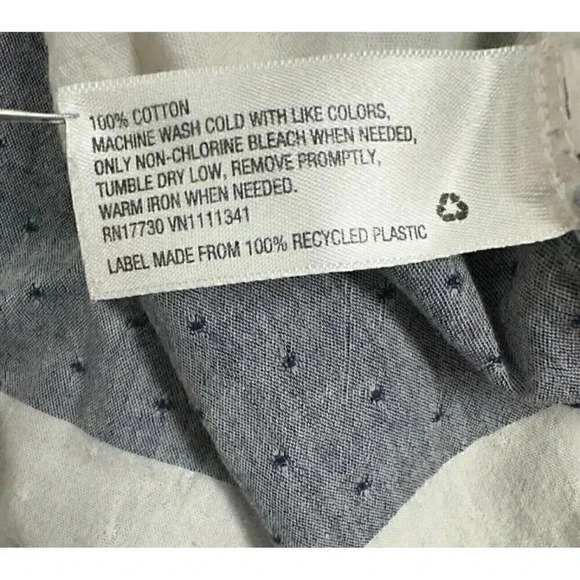 100% COTTON
MACHINE WASH COLD WITH LIKE COLORS,
ONLY NON-CHLORINE BLEACH WHEN NEEDED,
TUMBLE DRY LOW, REMOVE PROMPTLY,
WARM IRON WHEN NEEDED.
RN17730 VN1111341
LABEL MADE FROM 100% RECYCLED PLASTIC